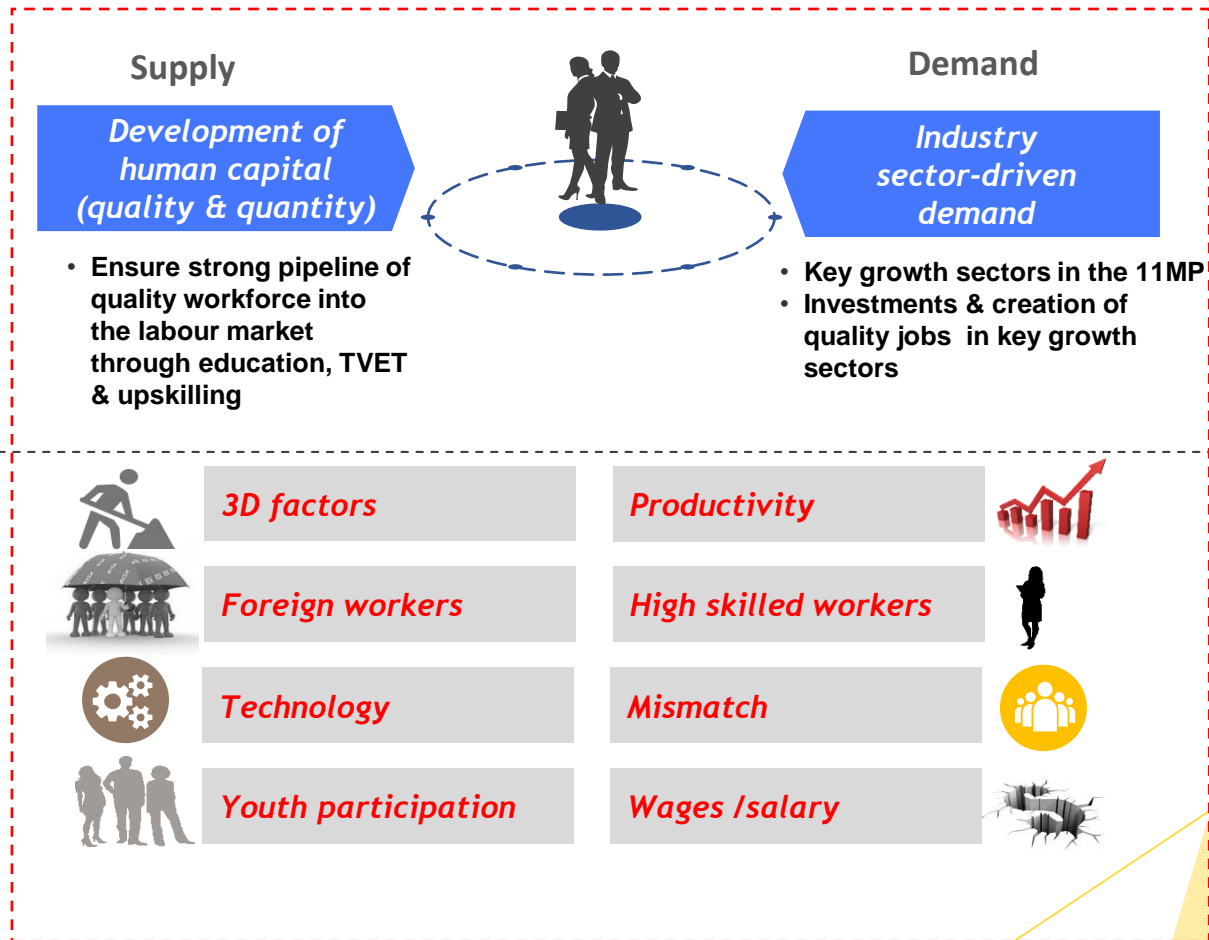 Supply
Development of
human capital
(quality & quantity)
• Ensure strong pipeline of
quality workforce into
the labour market
through education, TVET
& upskilling
Demand
Industry
sector-driven
demand
• Key growth sectors in the 11MP
• Investments & creation of
quality jobs in key growth
sectors
3D factors
Productivity
Foreign workers
High skilled workers
Technology
Mismatch
Youth participation
Wages /salary